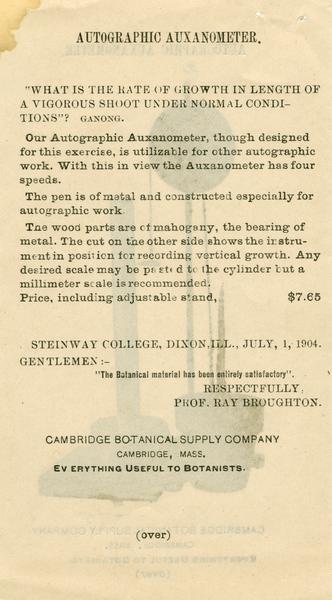 AUTOGRAPHIC AUXANOMETER.
"WHAT IS THE RATE OF GROWTH IN LENGTH OF
A VIGOROUS SHOOT UNDER NORMAL CONDI-
TIONS"? GANONG.
Our Autographic Auxanometer, though designed
for this exercise, is utilizable for other autographic
work. With this in view the Auxanometer has four
speeds.
The pen is of metal and constructed especially for
autographic work
The wood parts are of mahogany, the bearing of
metal. The cut on the other side shows the instru-
ment in position for recording vertical growth. Any
desired scale may be pasted to the cylinder but a
millimeter scale is recommended.
Price, including adjustable stand, $7.65
STEINWAY COLLEGE, DIXON, ILL., JULY, 1, 1904.
GENTLEMEN:-
"The Botanical material has been entirely satisfactory".
RESPECTFULLY,
PROF. RAY BROUGHTON.
CAMBRIDGE BOTANICAL SUPPLY COMPANY
CAMBRIDGE, MASS.
EVERYTHING USEFUL TO BOTANISTS.
(over)